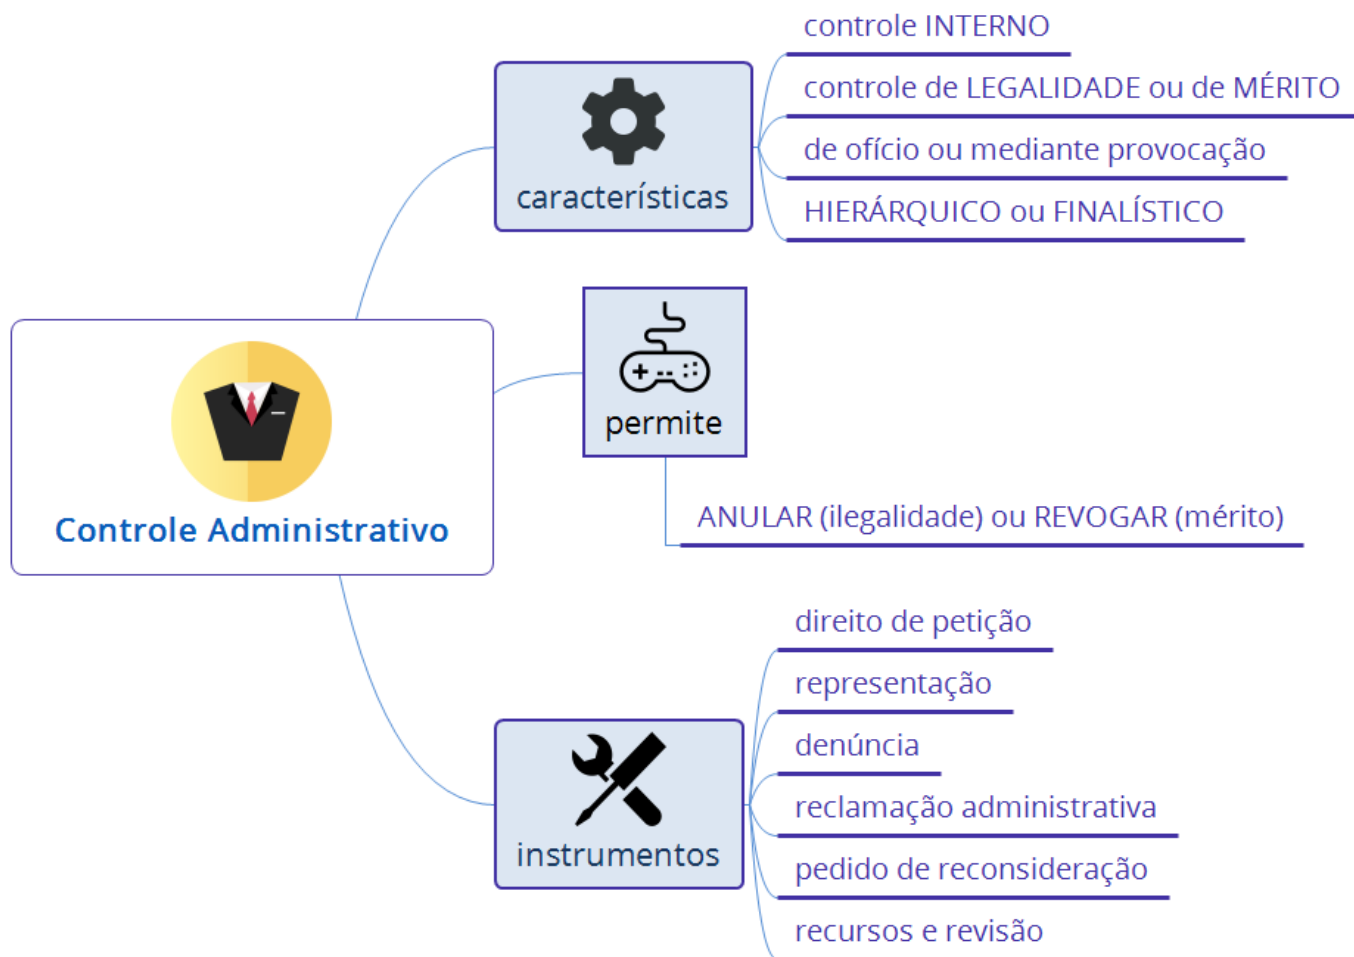 controle INTERNO
controle de LEGALIDADE ou de MÉRITO
de ofício ou mediante provocação
HIERÁRQUICO ou FINALÍSTICO
características
permite
ANULAR (ilegalidade) ou REVOGAR (mérito)
Controle Administrativo
direito de petição
representação
denúncia
reclamação administrativa
pedido de reconsideração
recursos e revisão
instrumentos